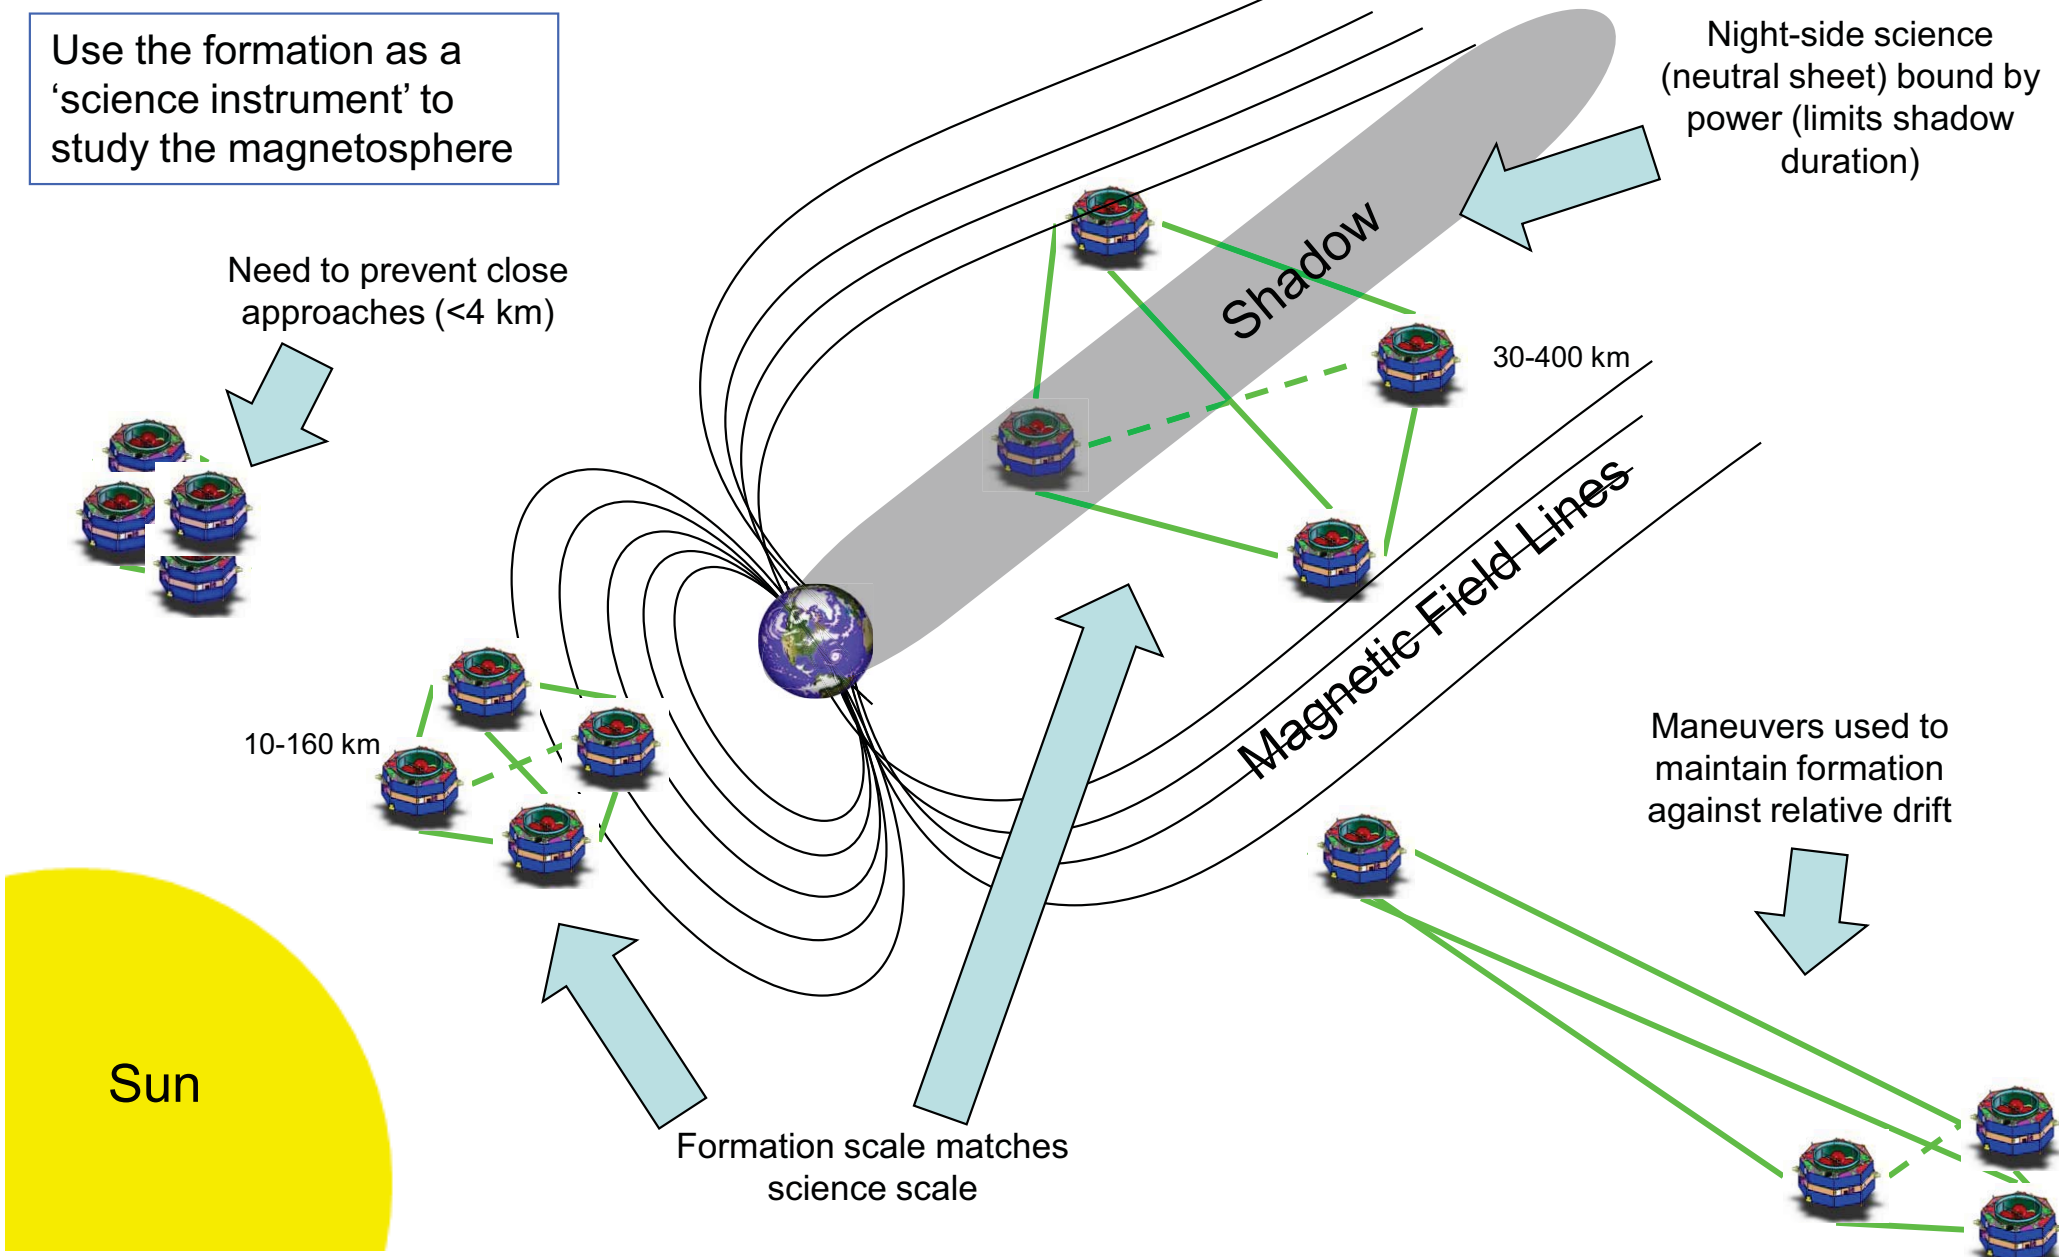 Use the formation as a
‘science instrument’ to
study the magnetosphere
Night-side science
(neutral sheet) bound by
power (limits shadow
duration)
Need to prevent close
approaches (<4 km)
Shadow
30-400 km
Magnetic Field Lines
10-160 km
Maneuvers used to
maintain formation
against relative drift
Sun
Formation scale matches
science scale